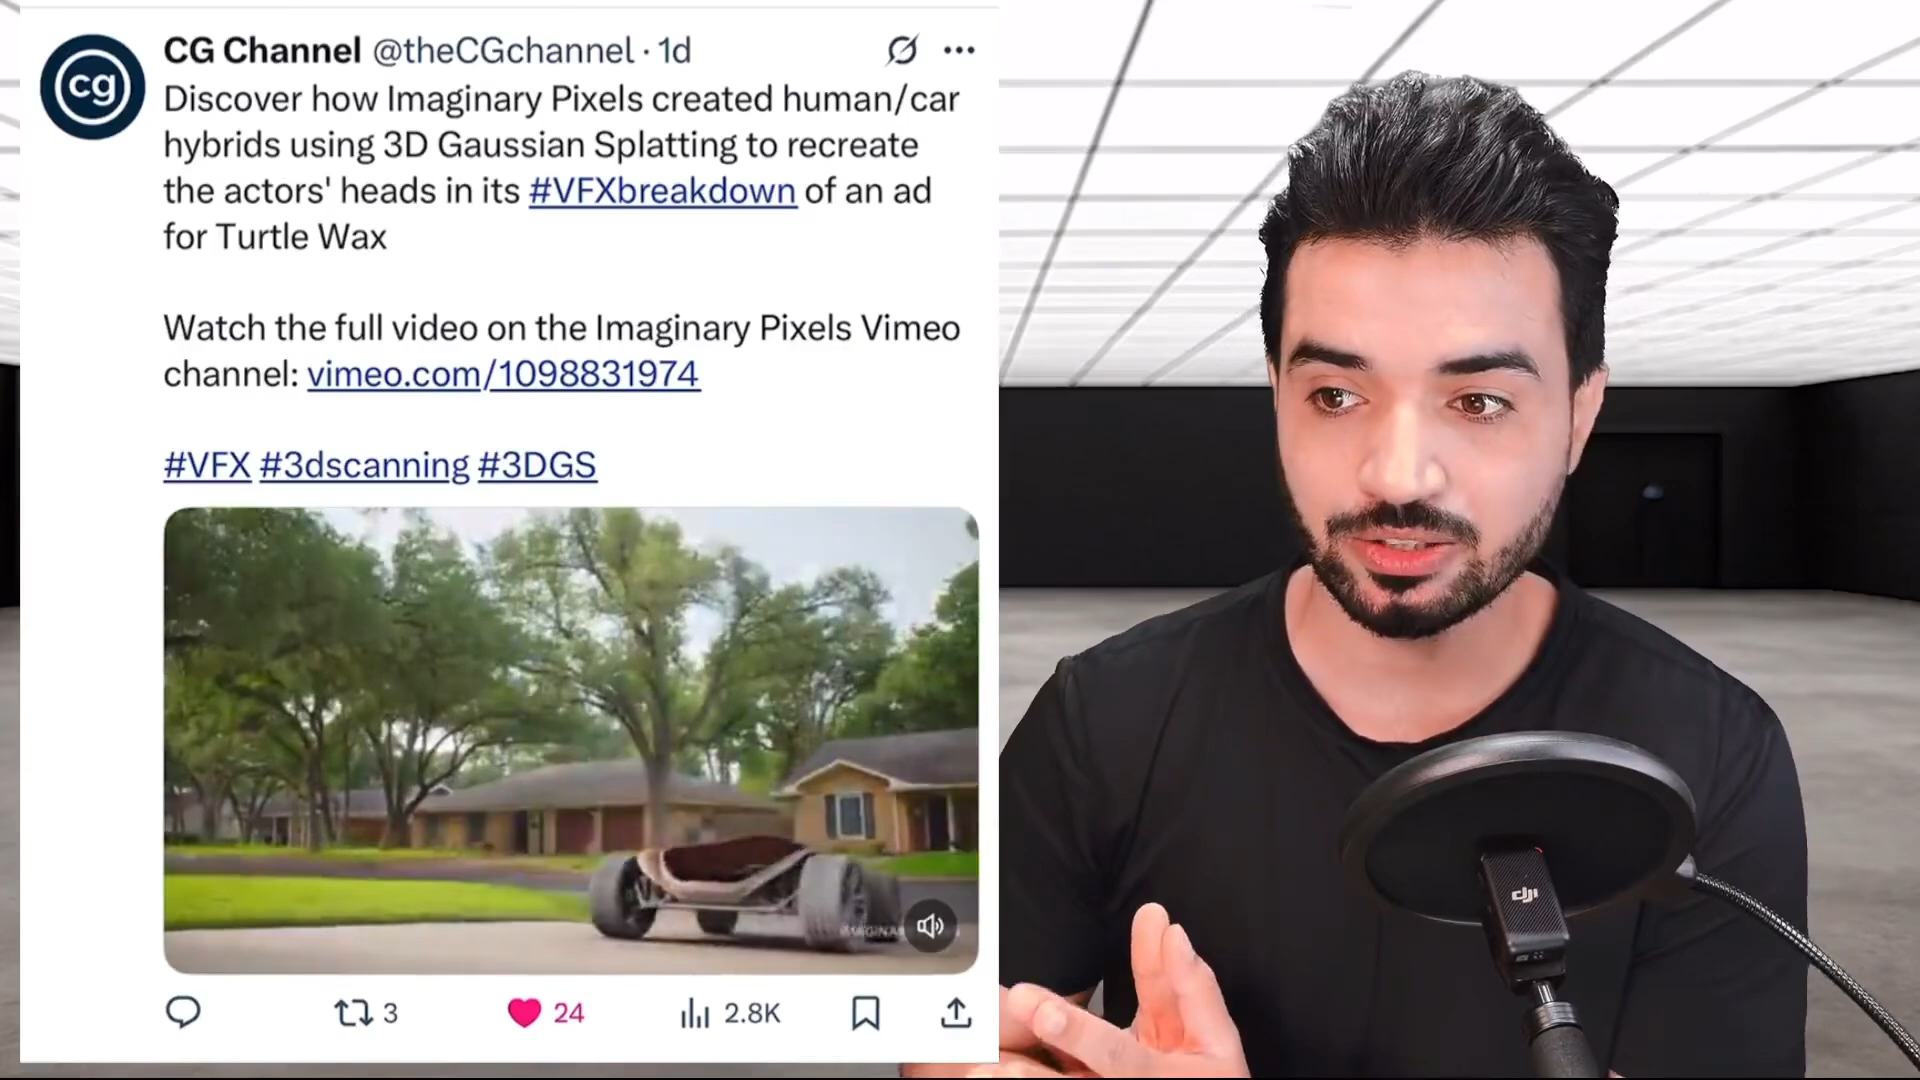 cg
CG Channel @theCGchannel · 1d
Discover how Imaginary Pixels created human/car
hybrids using 3D Gaussian Splatting to recreate
the actors' heads in its #VFXbreakdown of an ad
for Turtle Wax
Watch the full video on the Imaginary Pixels Vimeo
channel: vimeo.com/1098831974
#VFX #3dscanning #3DGS
3 24 2.8K
dji